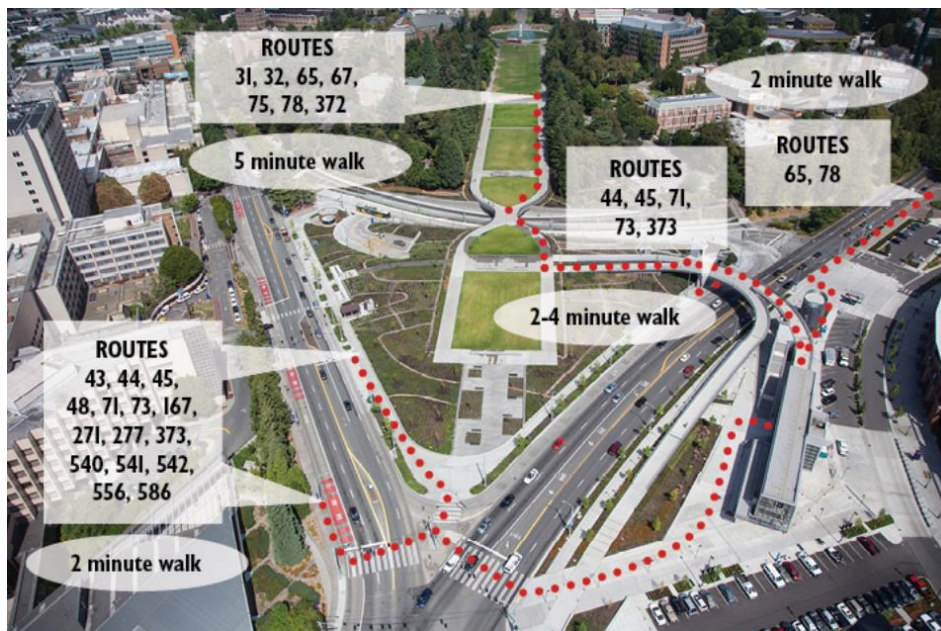 ROUTES
31, 32, 65, 67,
75, 78, 372
2 minute walk
5 minute walk
ROUTES
44, 45, 71,
73, 373
ROUTES
65, 78
2-4 minute walk
ROUTES
43, 44, 45,
48, 71, 73, 167,
271, 277, 373,
540, 541, 542,
556, 586
2 minute walk